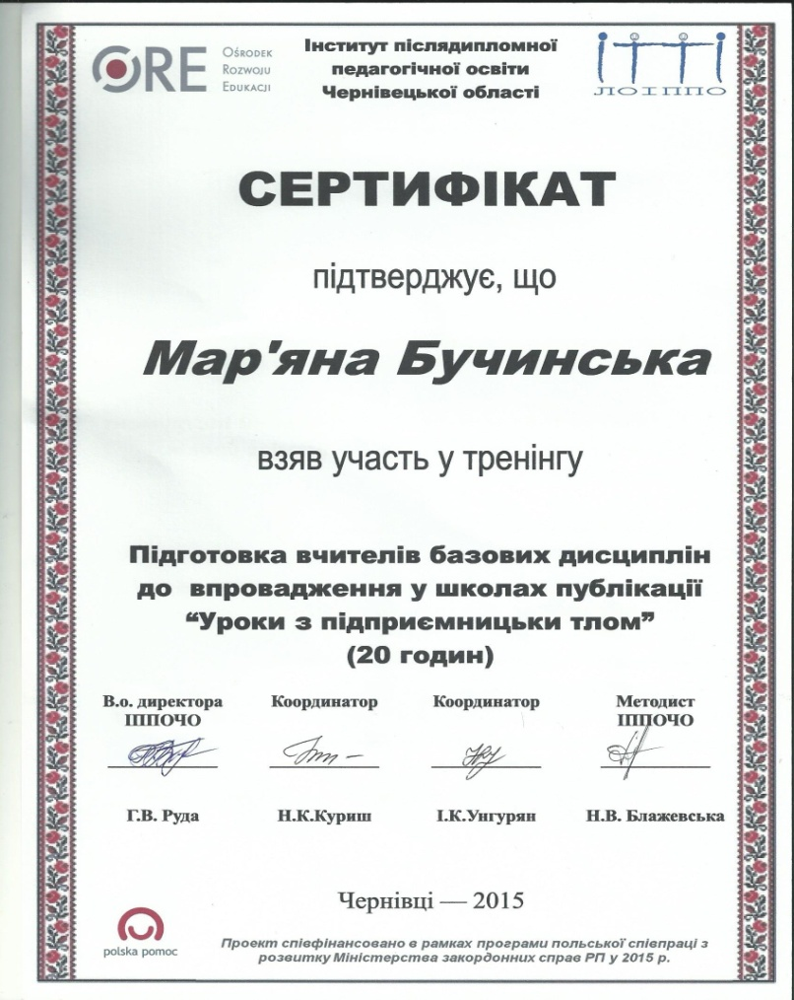 ORE
Ośrodek
Rozwoju
Edukacji
Інститут післядипломної
педагогічної освіти
Чернівецької області
ІТТІ
ЛОІППО
СЕРТИФІКАТ
підтверджує, що
Мар'яна Бучинська
взяв участь у тренінгу
Підготовка вчителів базових дисциплін
до впровадження у школах публікації
“Уроки з підприємницьки тлом”
(20 годин)
В.о. директора
ІППОЧО
Координатор
Координатор
Методист
ІППОЧО
Г.В. Руда
Н.К.Куриш
І.К.Унгурян
Н.В. Блажевська
Чернівці — 2015
polska pomoc
Проект співфінансовано в рамках програми польської співпраці з
розвитку Міністерства закордонних справ РП у 2015 р.